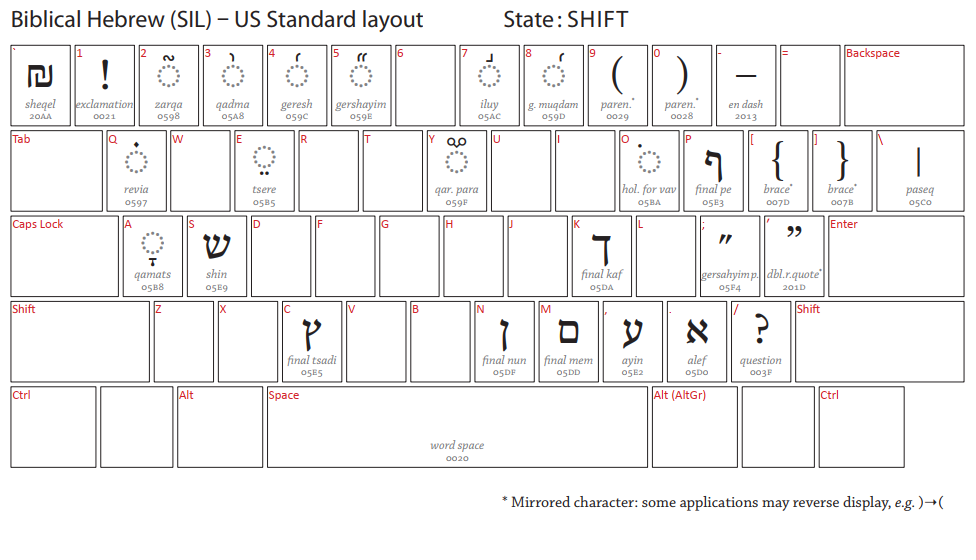 Biblical Hebrew (SIL) – US Standard layout State: SHIFT
` 1 2 3 4 5 6 7 8 9 0 - = Backspace
₪ ! ◌֘ ◌֨ ◌֜ ◌֞ ◌֬ ◌֝ ( ) –
sheqel exclamation zarqa qadma geresh gershayim iluy g. muqdam paren.* paren.* en dash
20AA 0021 0598 05A8 059C 059E 05AC 059D 0029 0028 2013
Tab Q W E R T Y U I O P [ ] \
◌֗ ◌ֵ ◌֟ ◌ֺ ף { } ׀
revia tsere qar. para hol. for vav final pe brace* brace* paseq
0597 05B5 059F 05BA 05E3 007D 007B 05C0
Caps Lock A S D F G H J K L ; ' Enter
◌ָ ש ך ״ ”
qamats shin final kaf gersahyim p. dbl.r.quote*
05B8 05E9 05DA 05F4 201D
Shift Z X C V B N M , . / Shift
ץ ן ם ע א ?
final tsadi final nun final mem ayin alef question
05E5 05DF 05DD 05E2 05D0 003F
Ctrl Alt Space Alt (AltGr) Ctrl
word space
0020
* Mirrored character: some applications may reverse display, e.g. )→(